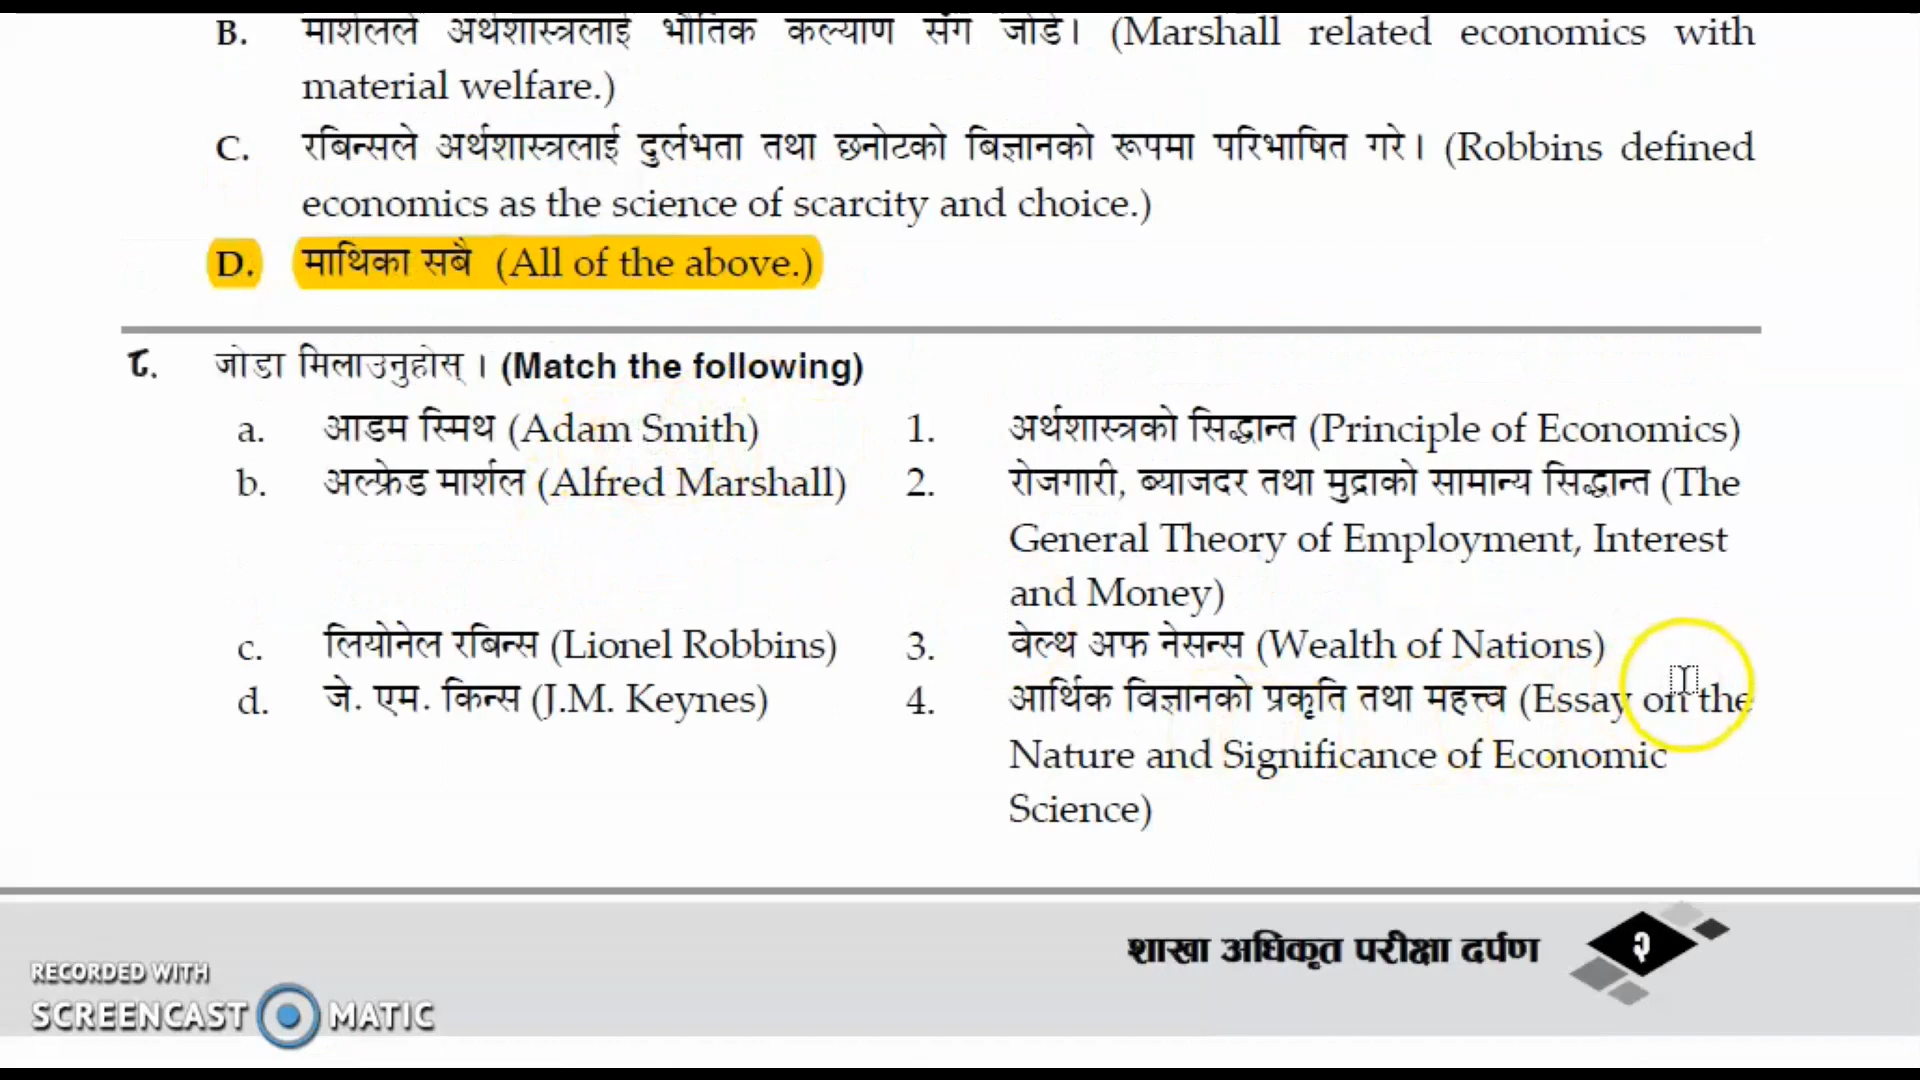 B. मार्शलले अर्थशास्त्रलाई भौतिक कल्याण सँग जोडे। (Marshall related economics with
material welfare.)
C. रबिन्सले अर्थशास्त्रलाई दुर्लभता तथा छनोटको बिज्ञानको रूपमा परिभाषित गरे। (Robbins defined
economics as the science of scarcity and choice.)
D. माथिका सबै (All of the above.)
८. जोडा मिलाउनुहोस् । (Match the following)
a. आडम स्मिथ (Adam Smith) 1. अर्थशास्त्रको सिद्धान्त (Principle of Economics)
b. अल्फ्रेड मार्शल (Alfred Marshall) 2. रोजगारी, ब्याजदर तथा मुद्राको सामान्य सिद्धान्त (The
General Theory of Employment, Interest
and Money)
c. लियोनेल रबिन्स (Lionel Robbins) 3. वेल्थ अफ नेसन्स (Wealth of Nations)
d. जे. एम. किन्स (J.M. Keynes) 4. आर्थिक विज्ञानको प्रकृति तथा महत्त्व (Essay on the
Nature and Significance of Economic
Science)
शाखा अधिकृत परीक्षा दर्पण २
RECORDED WITH
SCREENCAST MATIC